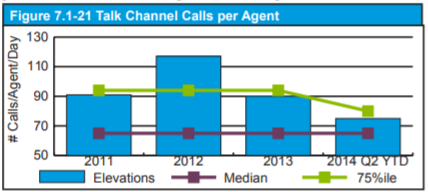 Figure 7.1-21 Talk Channel Calls per Agent
# Calls/Agent/Day
130
110
90
70
50
2011 2012 2013 2014 Q2 YTD
Elevations Median 75%ile